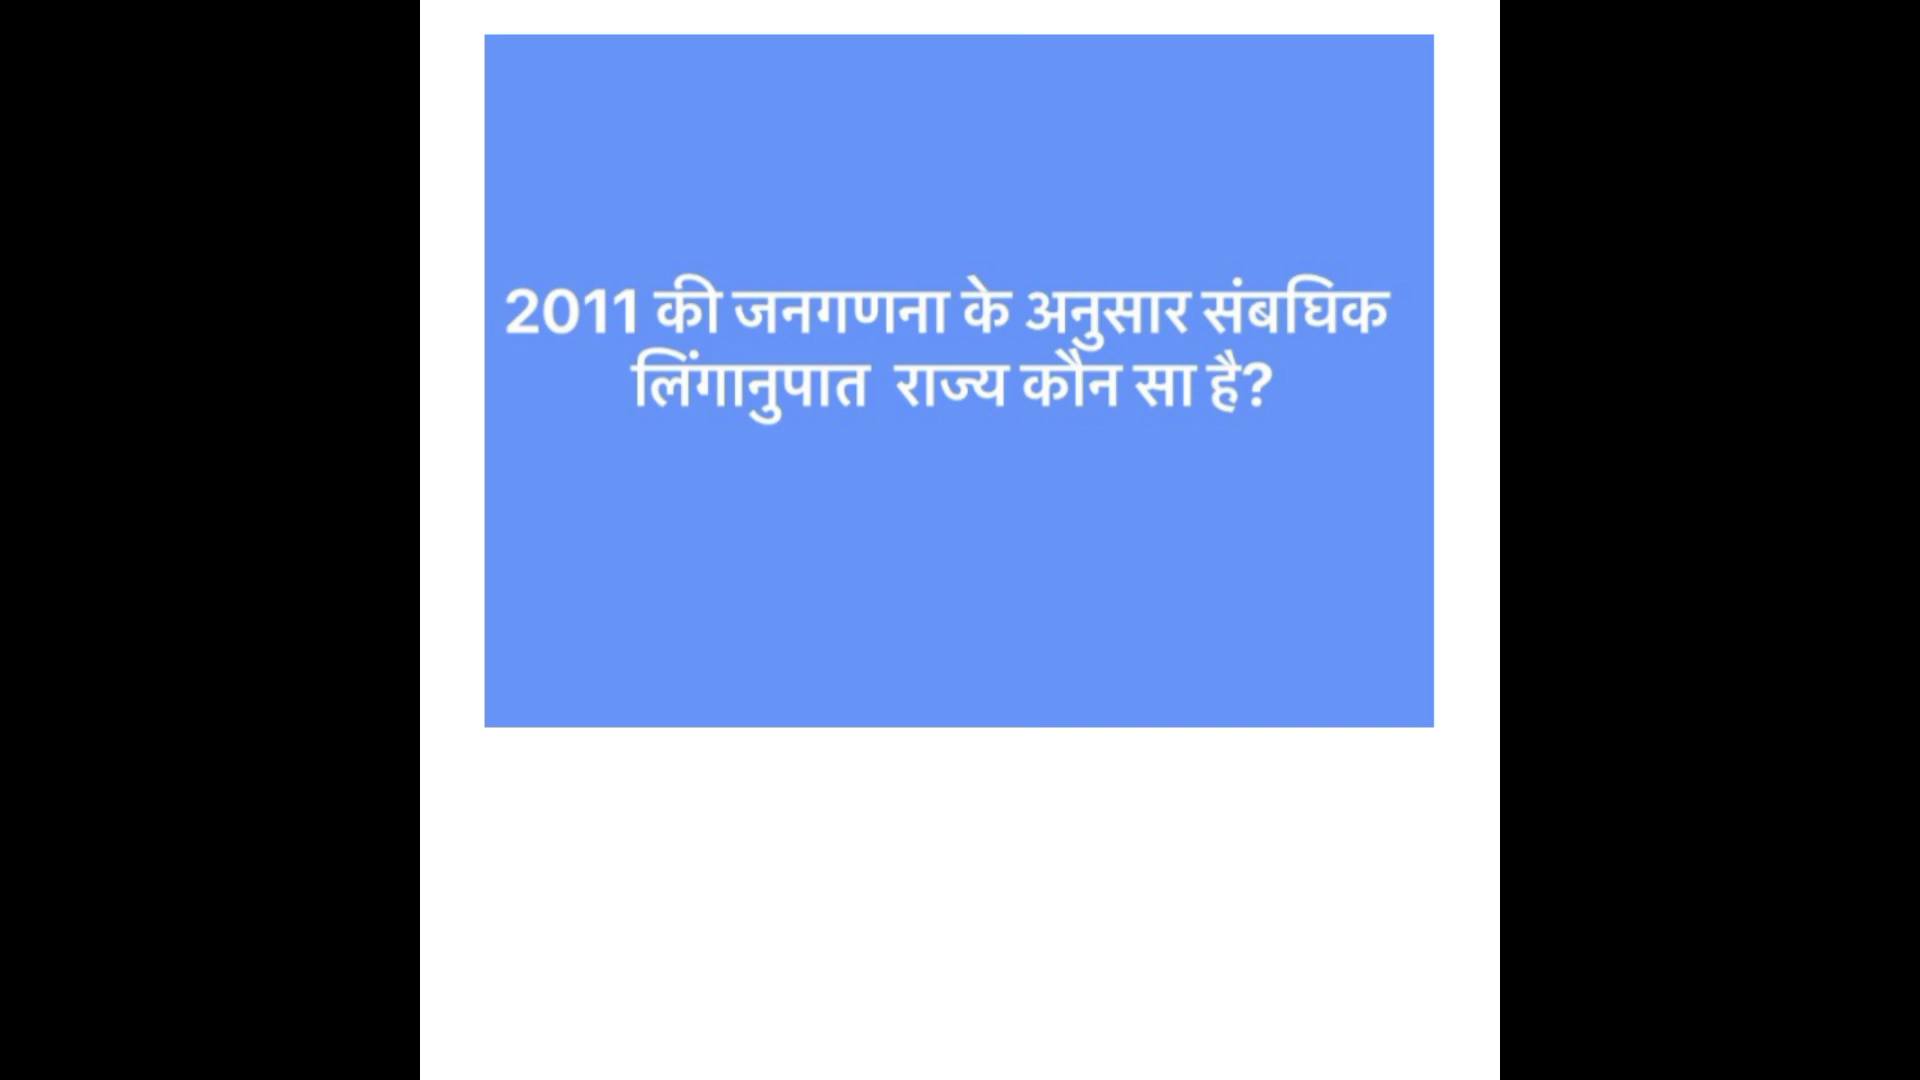 2011 की जनगणना के अनुसार संबघिक
लिंगानुपात राज्य कौन सा है?